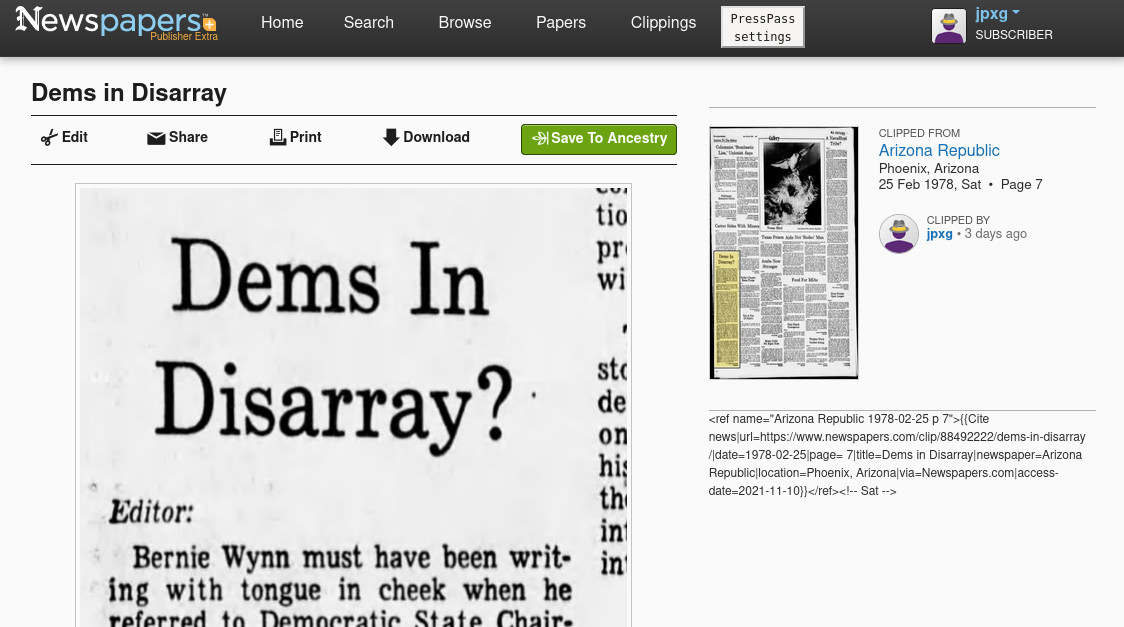 Newspapers™
Publisher Extra
Home
Search
Browse
Papers
Clippings
PressPass
settings
jpxg
SUBSCRIBER
Dems in Disarray
Edit
Share
Print
Download
Save To Ancestry
Dems In
Disarray?
Editor:
Bernie Wynn must have been writ-
ing with tongue in cheek when he
referred to Democratic State Chair-
tio
pr
wi
sto
de
on
his
the
int
int
CLIPPED FROM
Arizona Republic
Phoenix, Arizona
25 Feb 1978, Sat • Page 7
CLIPPED BY
jpxg • 3 days ago
Dems In
Disarray?
<ref name="Arizona Republic 1978-02-25 p 7">{{Cite
news|url=https://www.newspapers.com/clip/88492222/dems-in-disarray
/|date=1978-02-25|page= 7|title=Dems in Disarray|newspaper=Arizona
Republic|location=Phoenix, Arizona|via=Newspapers.com|access-
date=2021-11-10}}</ref><!-- Sat -->